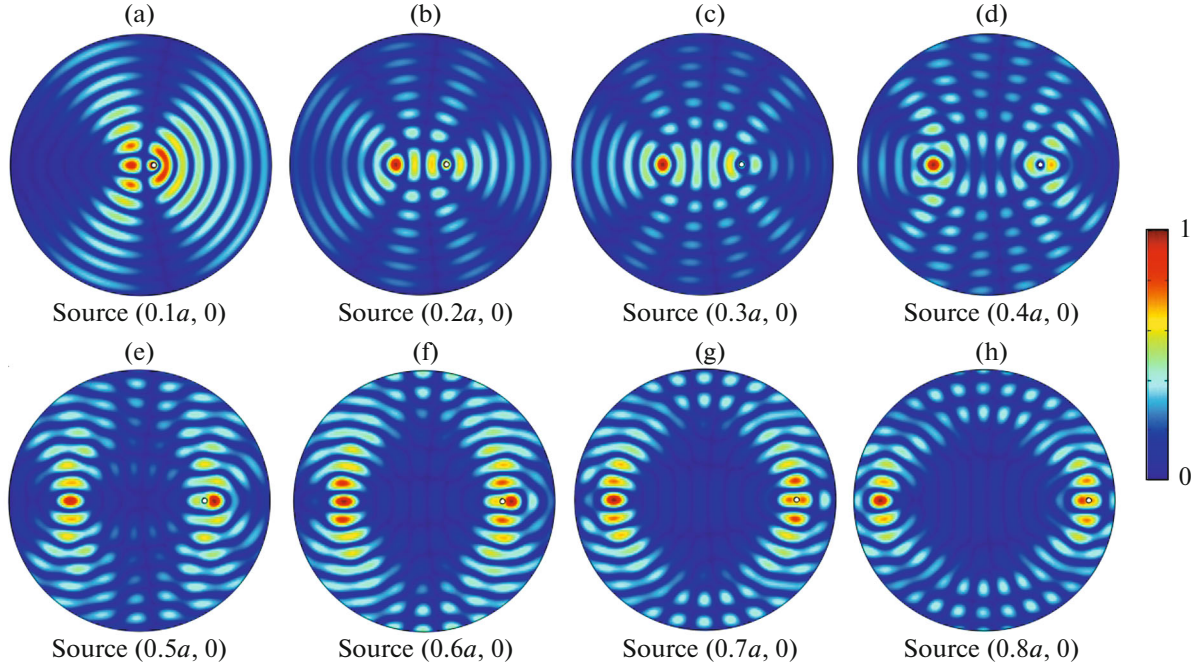 (a) (b) (c) (d)
Source (0.1a, 0) Source (0.2a, 0) Source (0.3a, 0) Source (0.4a, 0)
1
(e) (f) (g) (h)
0
Source (0.5a, 0) Source (0.6a, 0) Source (0.7a, 0) Source (0.8a, 0)